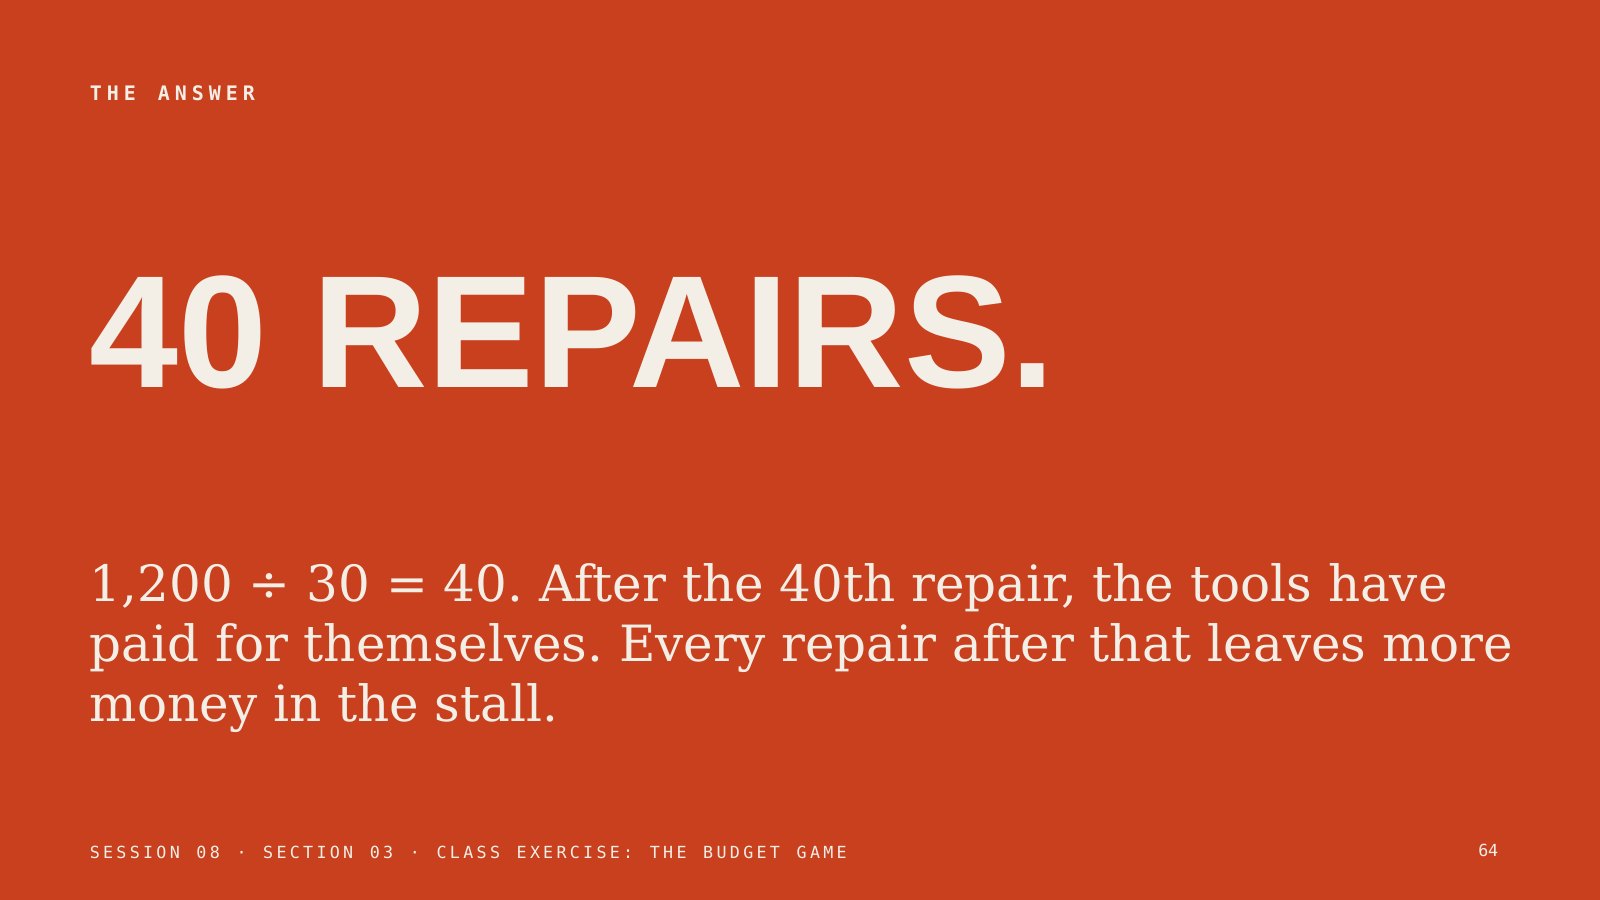 THE ANSWER
40 REPAIRS.
1,200 ÷ 30 = 40. After the 40th repair, the tools have
paid for themselves. Every repair after that leaves more
money in the stall.
SESSION 08 · SECTION 03 · CLASS EXERCISE: THE BUDGET GAME
64